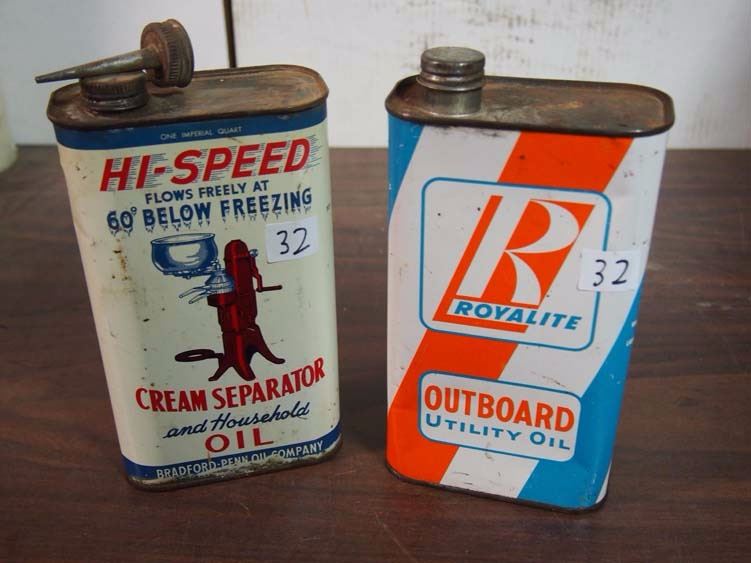 ONE IMPERIAL QUART
HI-SPEED
FLOWS FREELY AT
60° BELOW FREEZING
32
CREAM SEPARATOR
and Household
OIL
BRADFORD-PENN OIL COMPANY
R
ROYALITE
32
OUTBOARD
UTILITY OIL